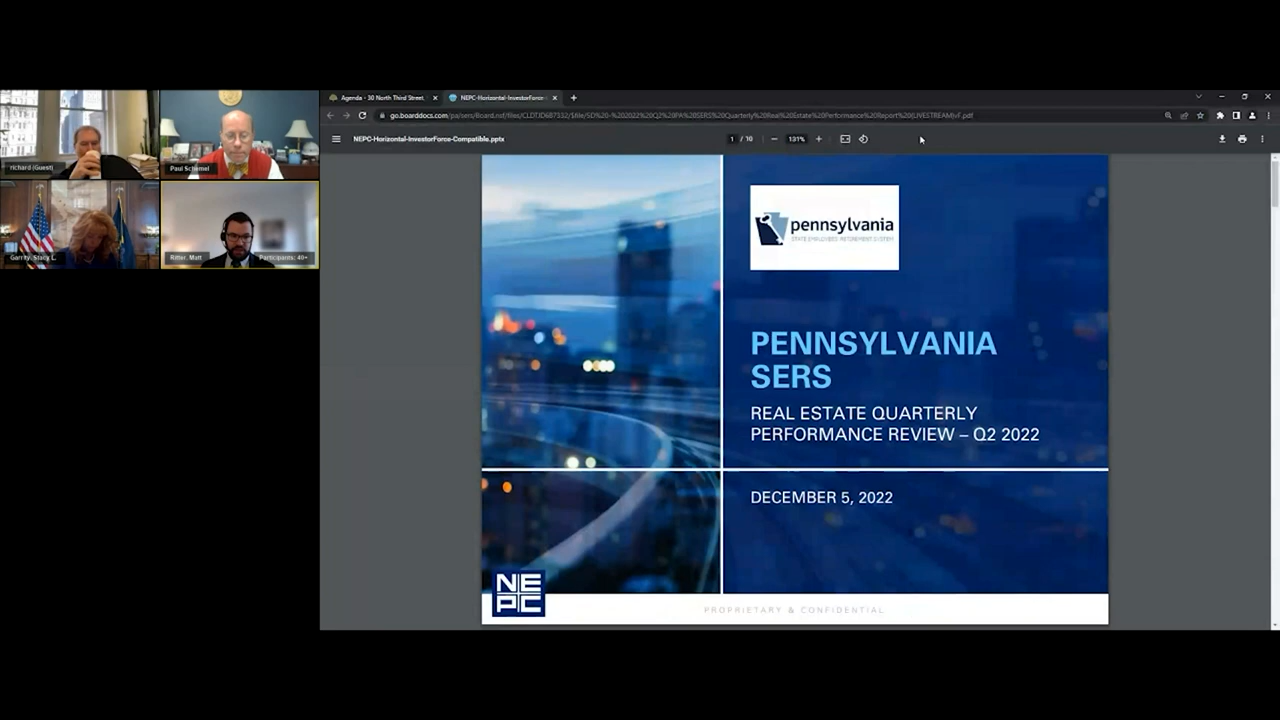 richard (Guest)
Paul Schemel
Garrity, Stacy L.
Ritter, Matt
Participants: 40+
Agenda - 30 North Third Street,
NEPC-Horizontal-InvestorForce-
NEPC-Horizontal-InvestorForce-Compatible.pptx
1 / 10
131%
pennsylvania
STATE EMPLOYEES' RETIREMENT SYSTEM
PENNSYLVANIA
SERS
REAL ESTATE QUARTERLY
PERFORMANCE REVIEW – Q2 2022
DECEMBER 5, 2022
NE
PC
PROPRIETARY & CONFIDENTIAL